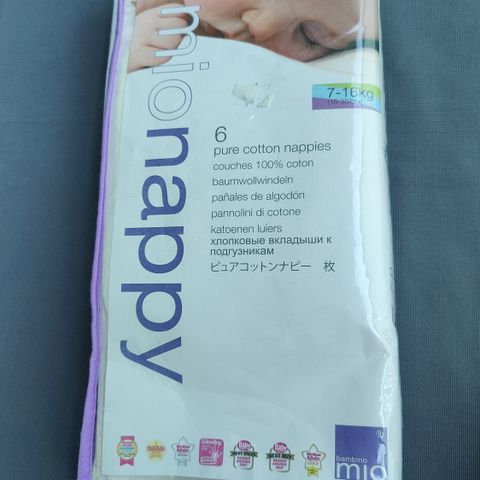 mionappy
7-16kg
6
pure cotton nappies
couches 100% coton
baumwollwindeln
pañales de algodón
pannolini di cotone
katoenen luiers
хлопковые вкладыши к
подгузникам
ピュアコットンナピー 枚
bambino
mio